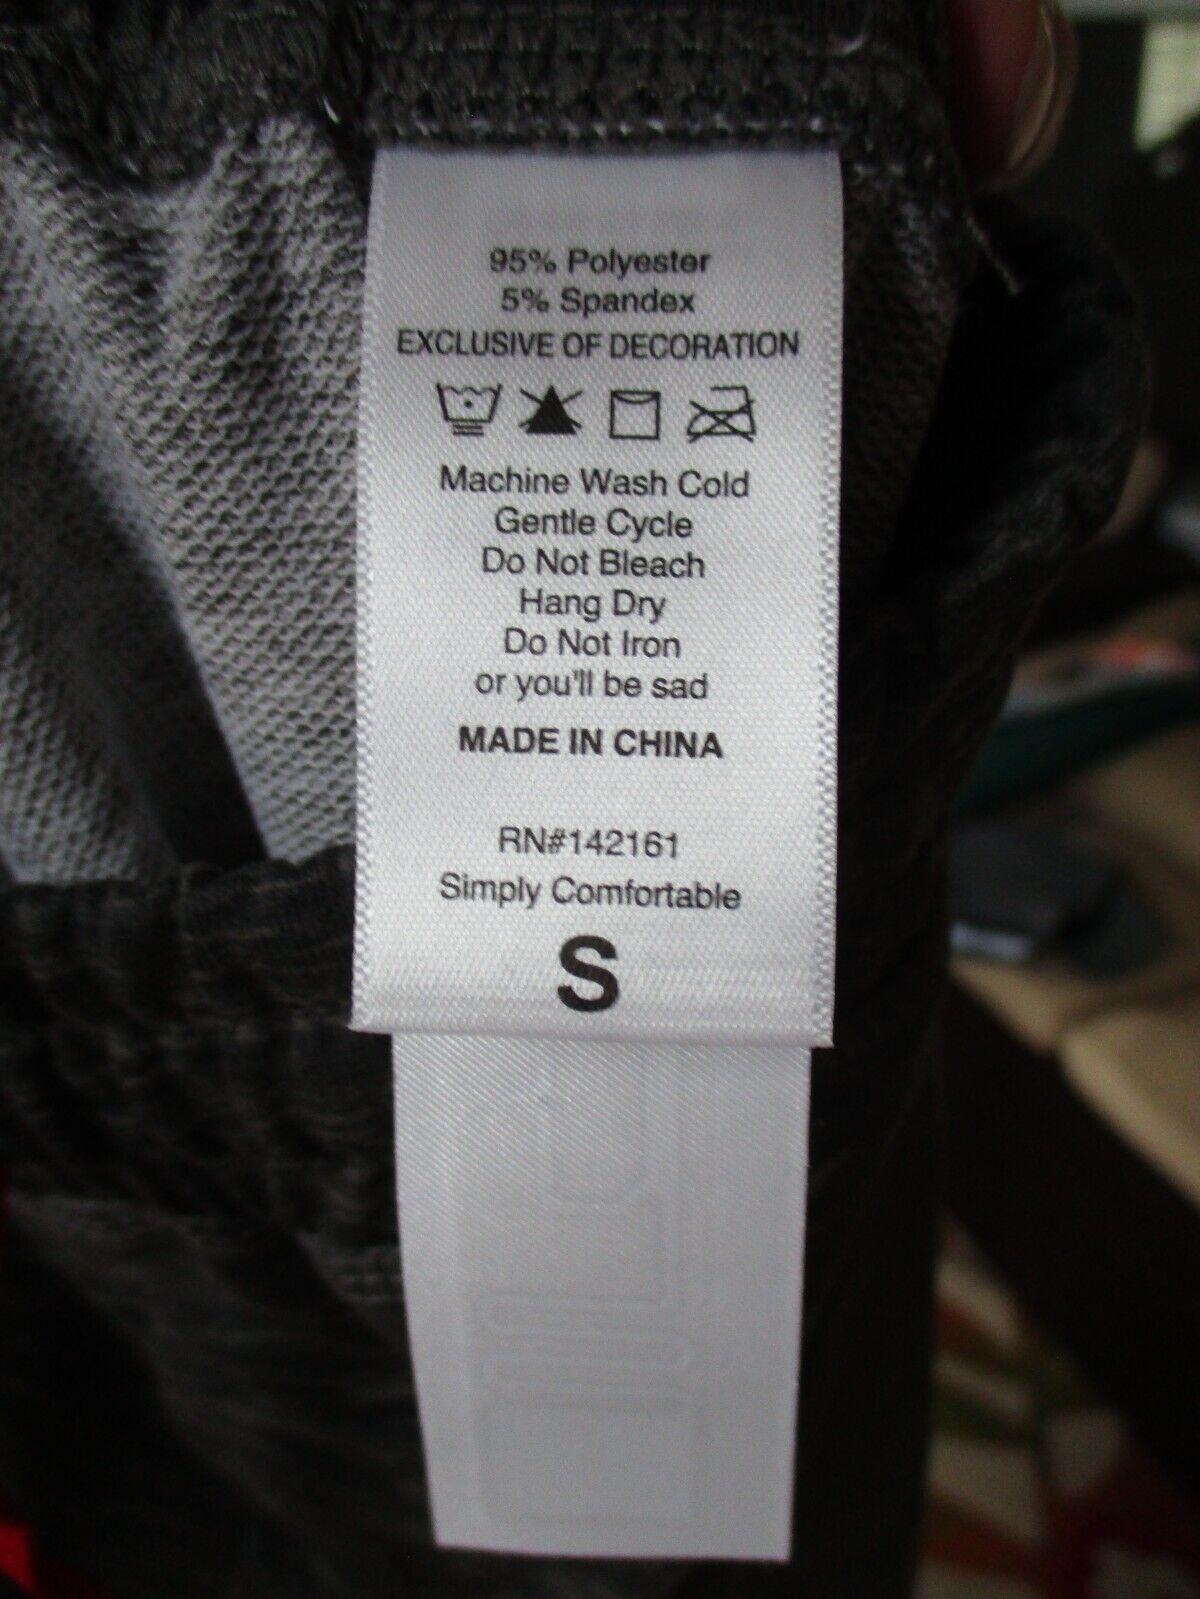 95% Polyester
5% Spandex
EXCLUSIVE OF DECORATION
Machine Wash Cold
Gentle Cycle
Do Not Bleach
Hang Dry
Do Not Iron
or you'll be sad
MADE IN CHINA
RN#142161
Simply Comfortable
S